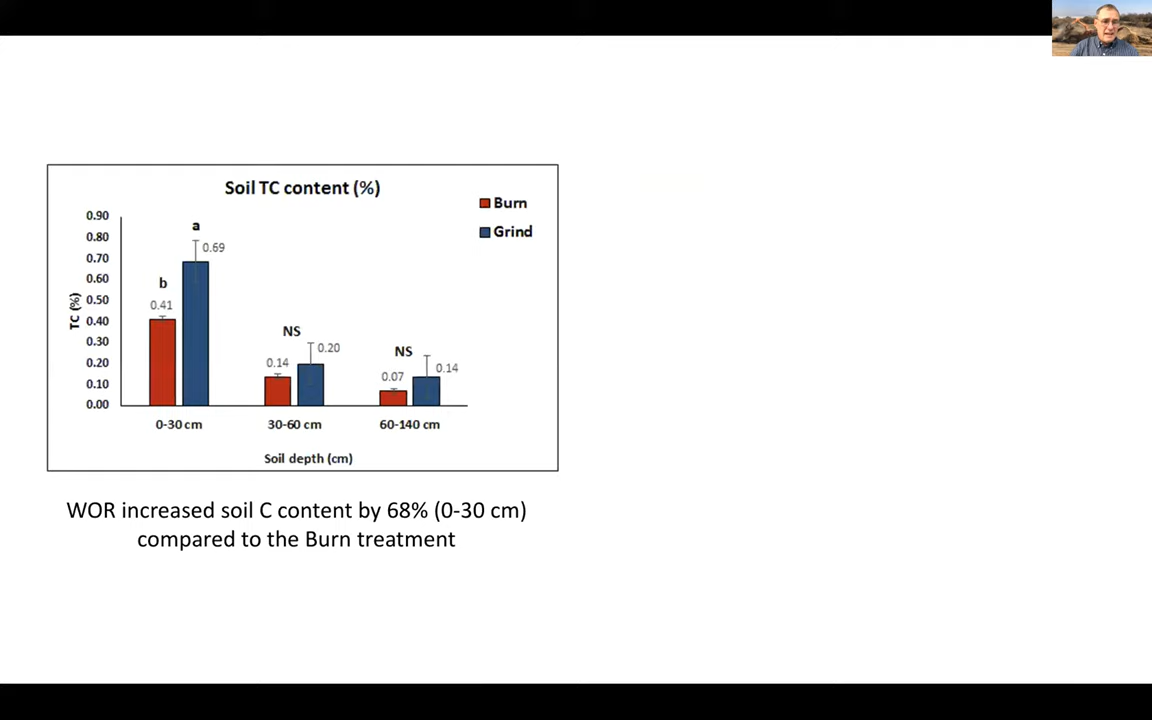 Soil TC content (%)
Burn
Grind
0.90
0.80
0.70
0.60
0.50
0.40
0.30
0.20
0.10
0.00
TC (%)
a
0.69
b
0.41
NS
0.14
0.20
NS
0.07
0.14
0-30 cm
30-60 cm
60-140 cm
Soil depth (cm)
WOR increased soil C content by 68% (0-30 cm)
compared to the Burn treatment